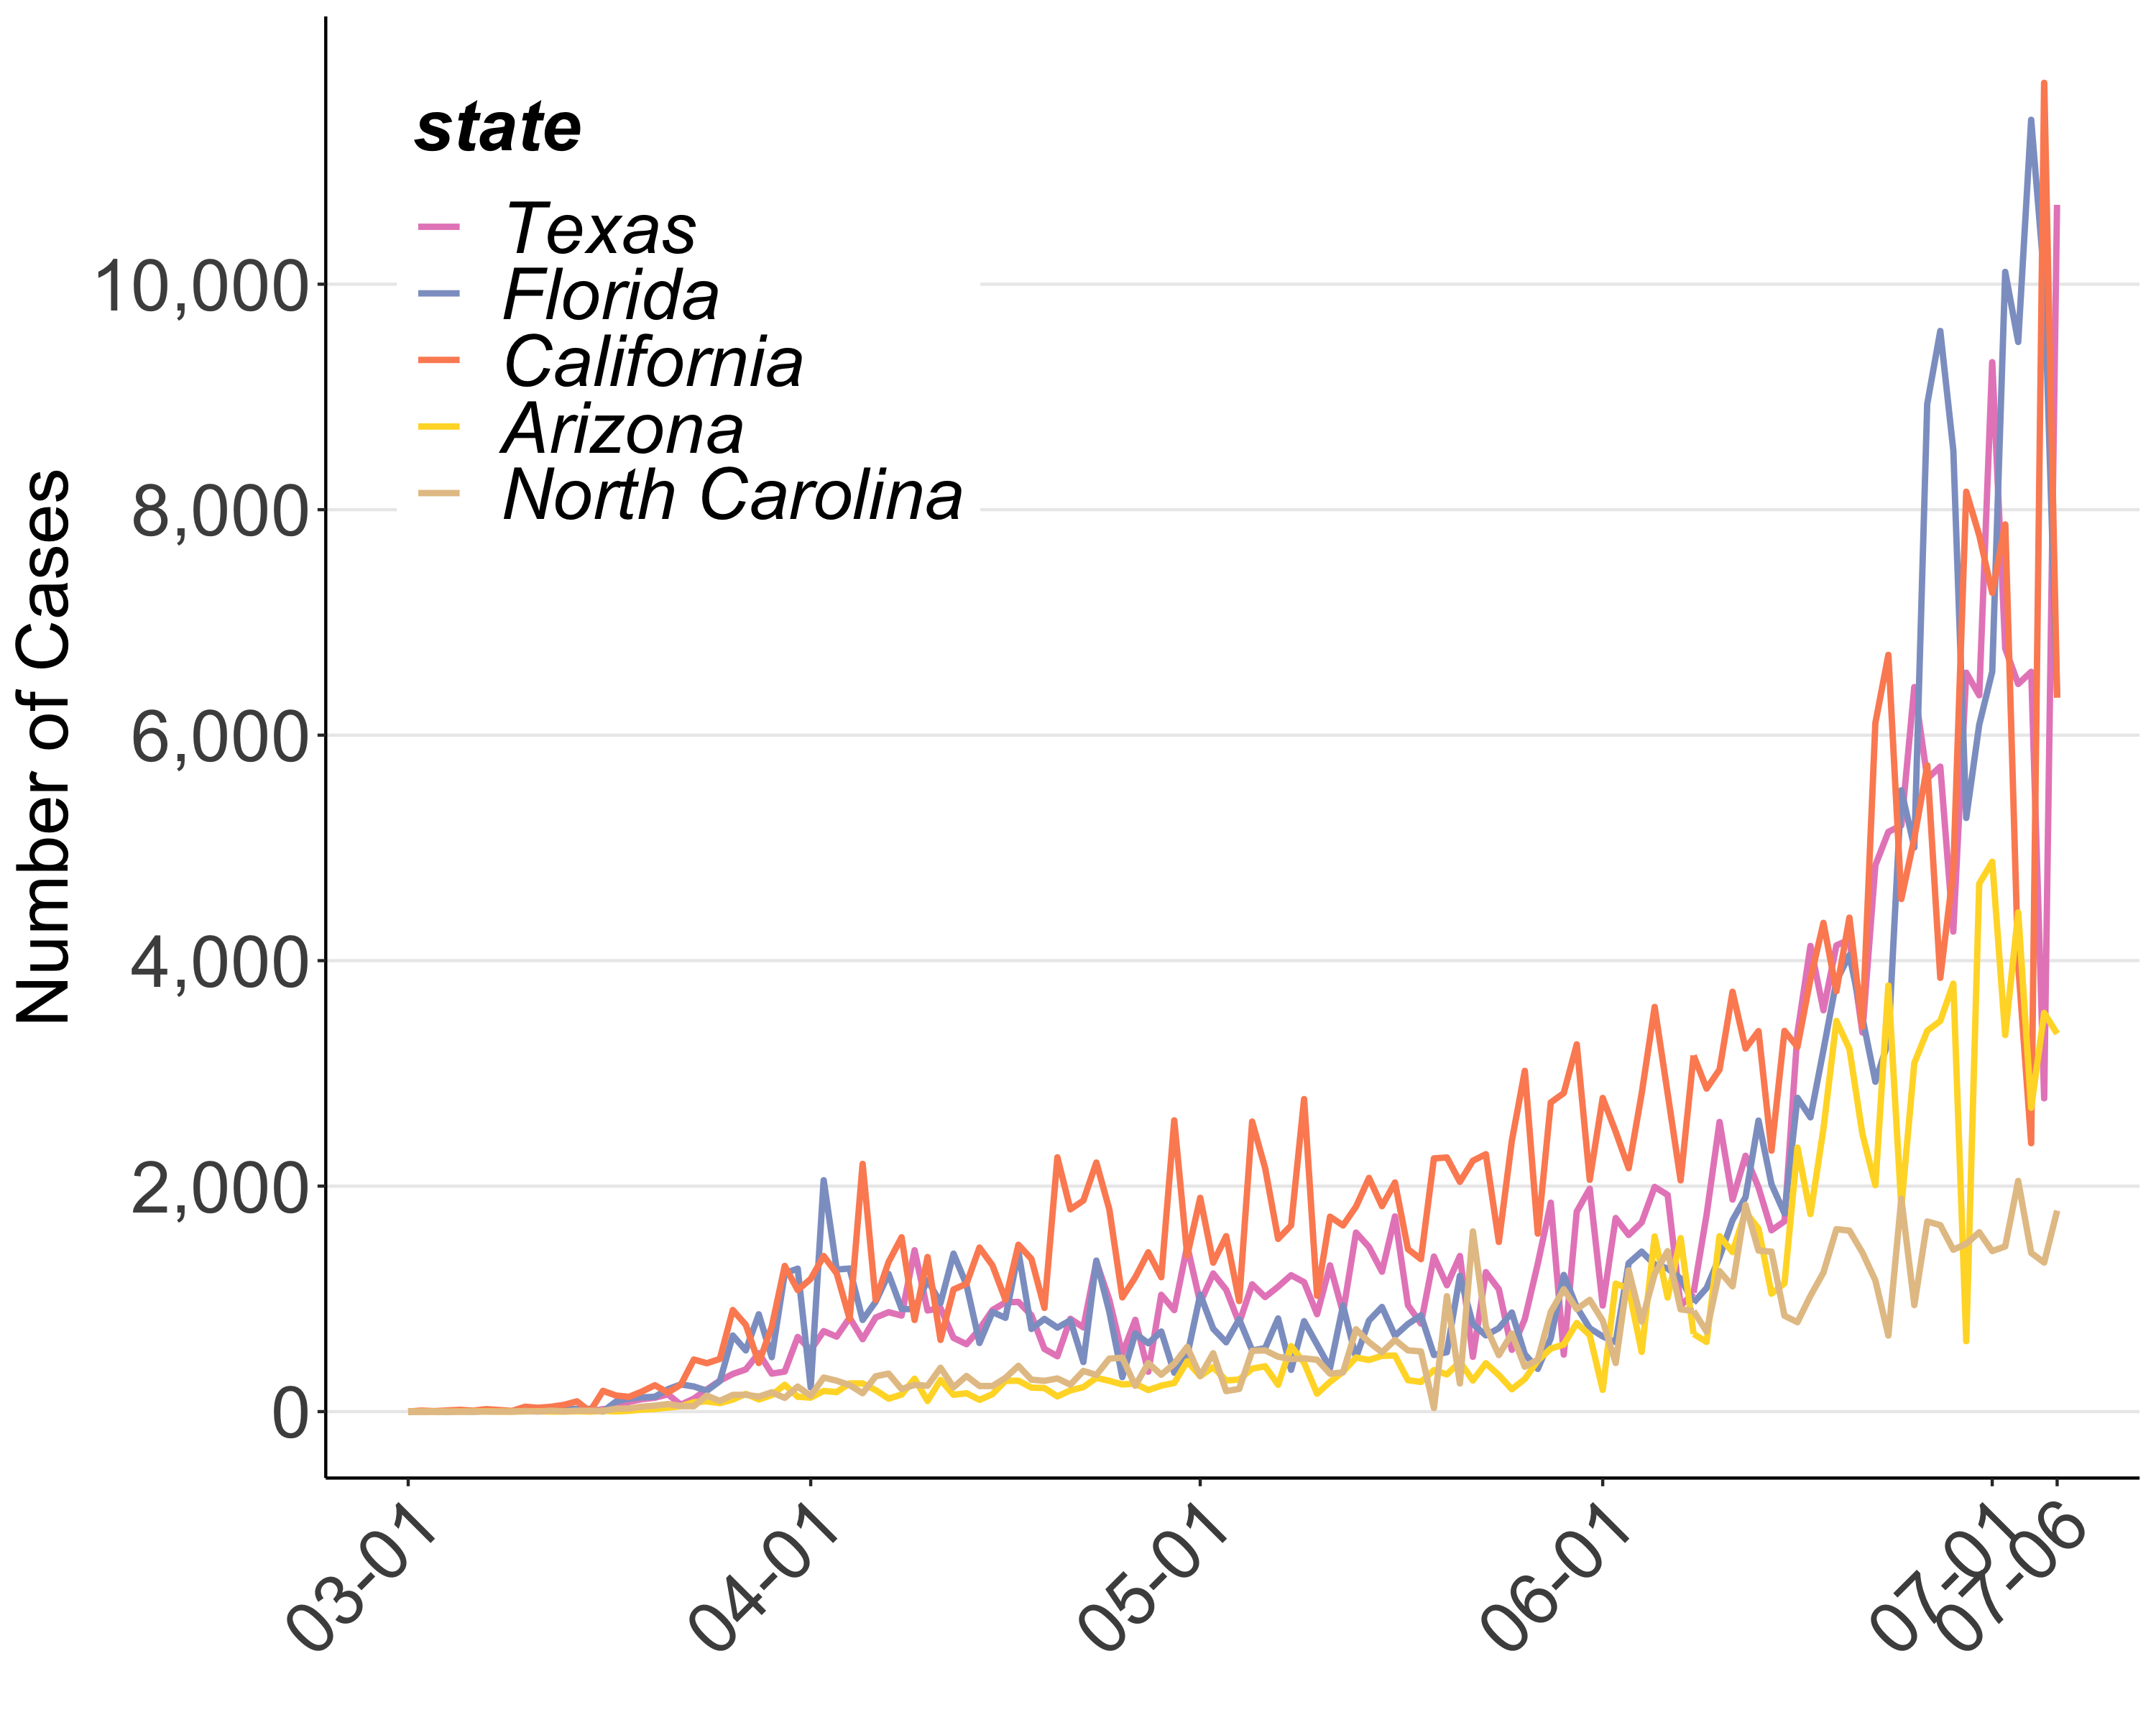 state
Texas
Florida
California
Arizona
North Carolina
Number of Cases
10,000
8,000
6,000
4,000
2,000
0
03-01
04-01
05-01
06-01
07-01
07-06